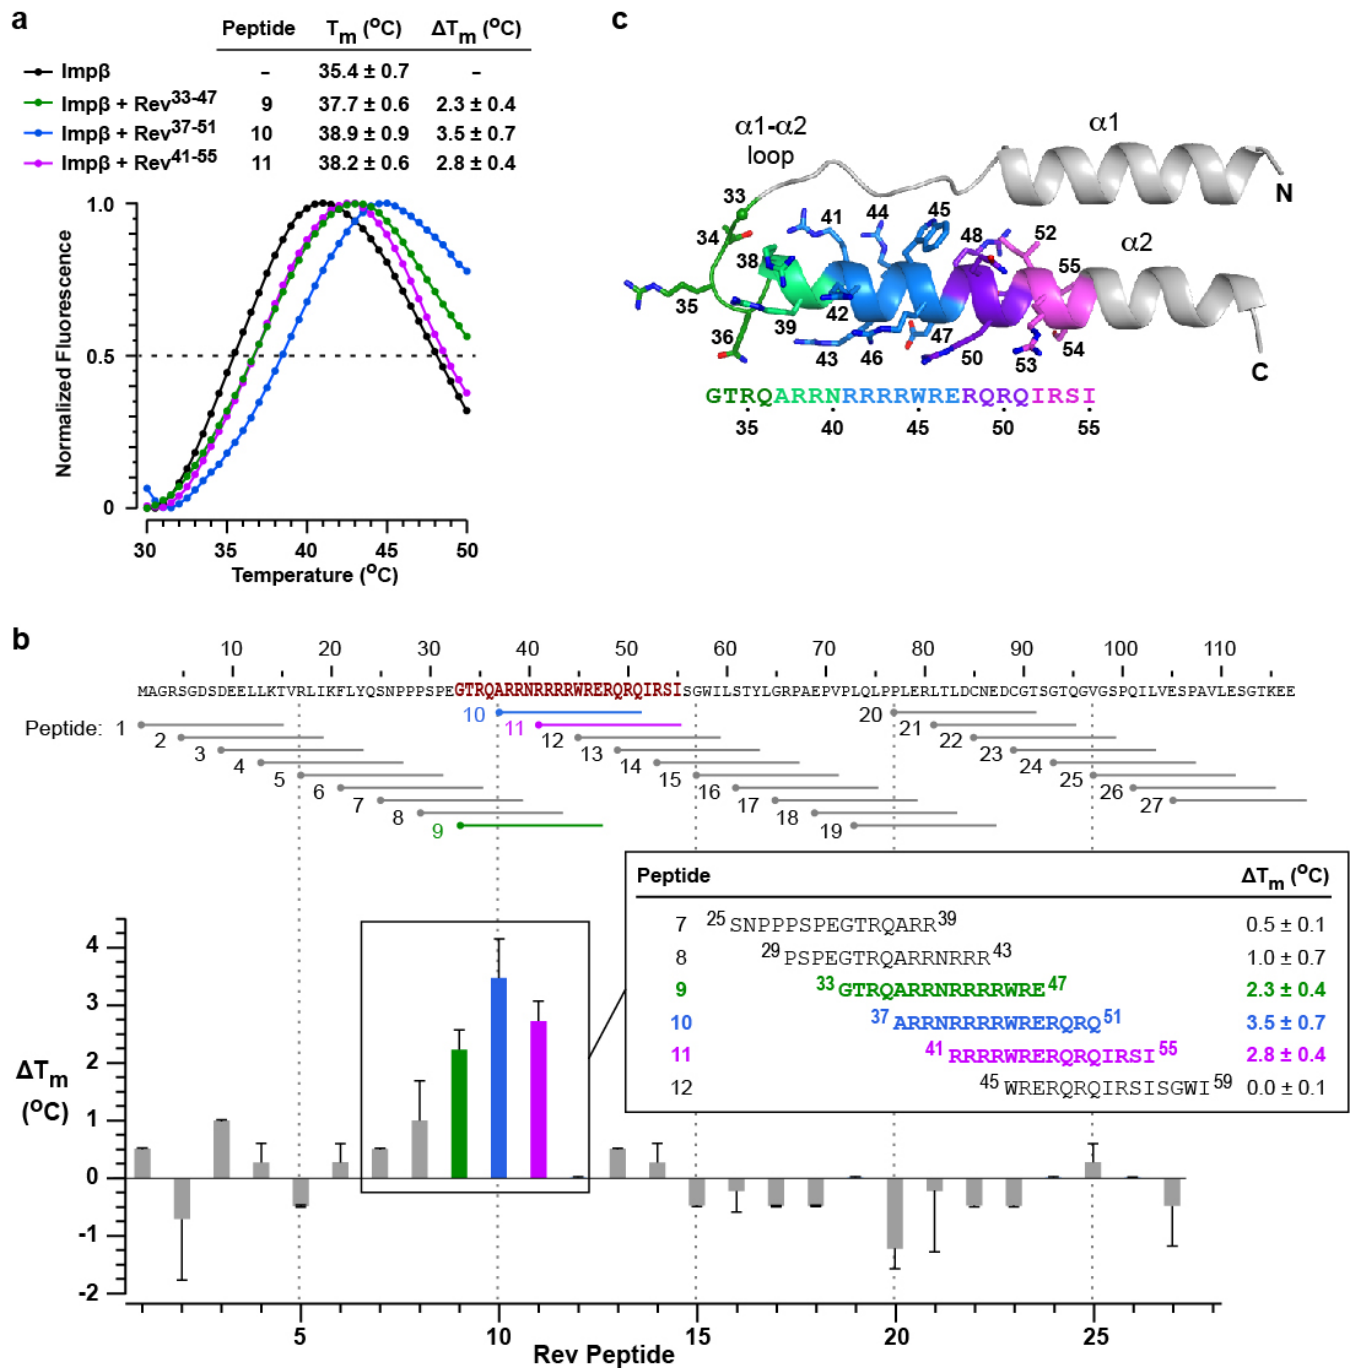 a
Peptide Tm (°C) ΔTm (°C)
Impβ – 35.4 ± 0.7 –
Impβ + Rev33-47 9 37.7 ± 0.6 2.3 ± 0.4
Impβ + Rev37-51 10 38.9 ± 0.9 3.5 ± 0.7
Impβ + Rev41-55 11 38.2 ± 0.6 2.8 ± 0.4
1.0
0.5
0
Normalized Fluorescence
30 35 40 45 50
Temperature (°C)
c
α1-α2
loop
α1
N
33
34
35
36
38
39
41
42
43
44
45
46
47
48
50
52
53
54
55
α2
C
GTRQARRNRRRRWRERQRQIRSI
35 40 45 50 55
b
10 20 30 40 50 60 70 80 90 100 110
MAGRSGDSDEELLKTVRLIKFLYQSNPPPSPEGTRQARRNRRRRWRERQRQIRSISGWILSTYLGRPAEPVPLQLPPLERLTLDCNEDCGTSGTQGVGSPQILVESPAVLESGTKEE
Peptide: 1
2
3
4
5
6
7
8
9
10
11
12
13
14
15
16
17
18
19
20
21
22
23
24
25
26
27
Peptide ΔTm (°C)
7 25SNPPPSPEGTRQARR39 0.5 ± 0.1
8 29PSPEGTRQARRNRRR43 1.0 ± 0.7
9 33GTRQARRNRRRRWRE47 2.3 ± 0.4
10 37ARRNRRRRWRERQRQ51 3.5 ± 0.7
11 41RRRRWRERQRQIRSI55 2.8 ± 0.4
12 45WRERQRQIRSISGWI59 0.0 ± 0.1
4
3
2
1
0
-1
-2
ΔTm
(°C)
5 10 15 20 25
Rev Peptide